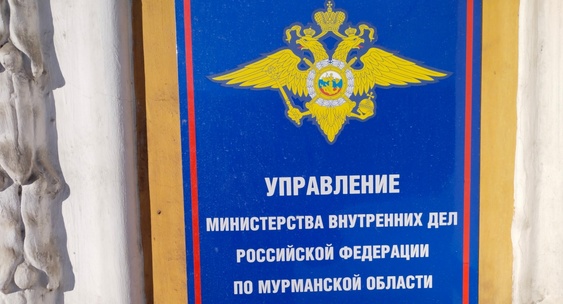 УПРАВЛЕНИЕ
МИНИСТЕРСТВА ВНУТРЕННИХ ДЕЛ
РОССИЙСКОЙ ФЕДЕРАЦИИ
ПО МУРМАНСКОЙ ОБЛАСТИ